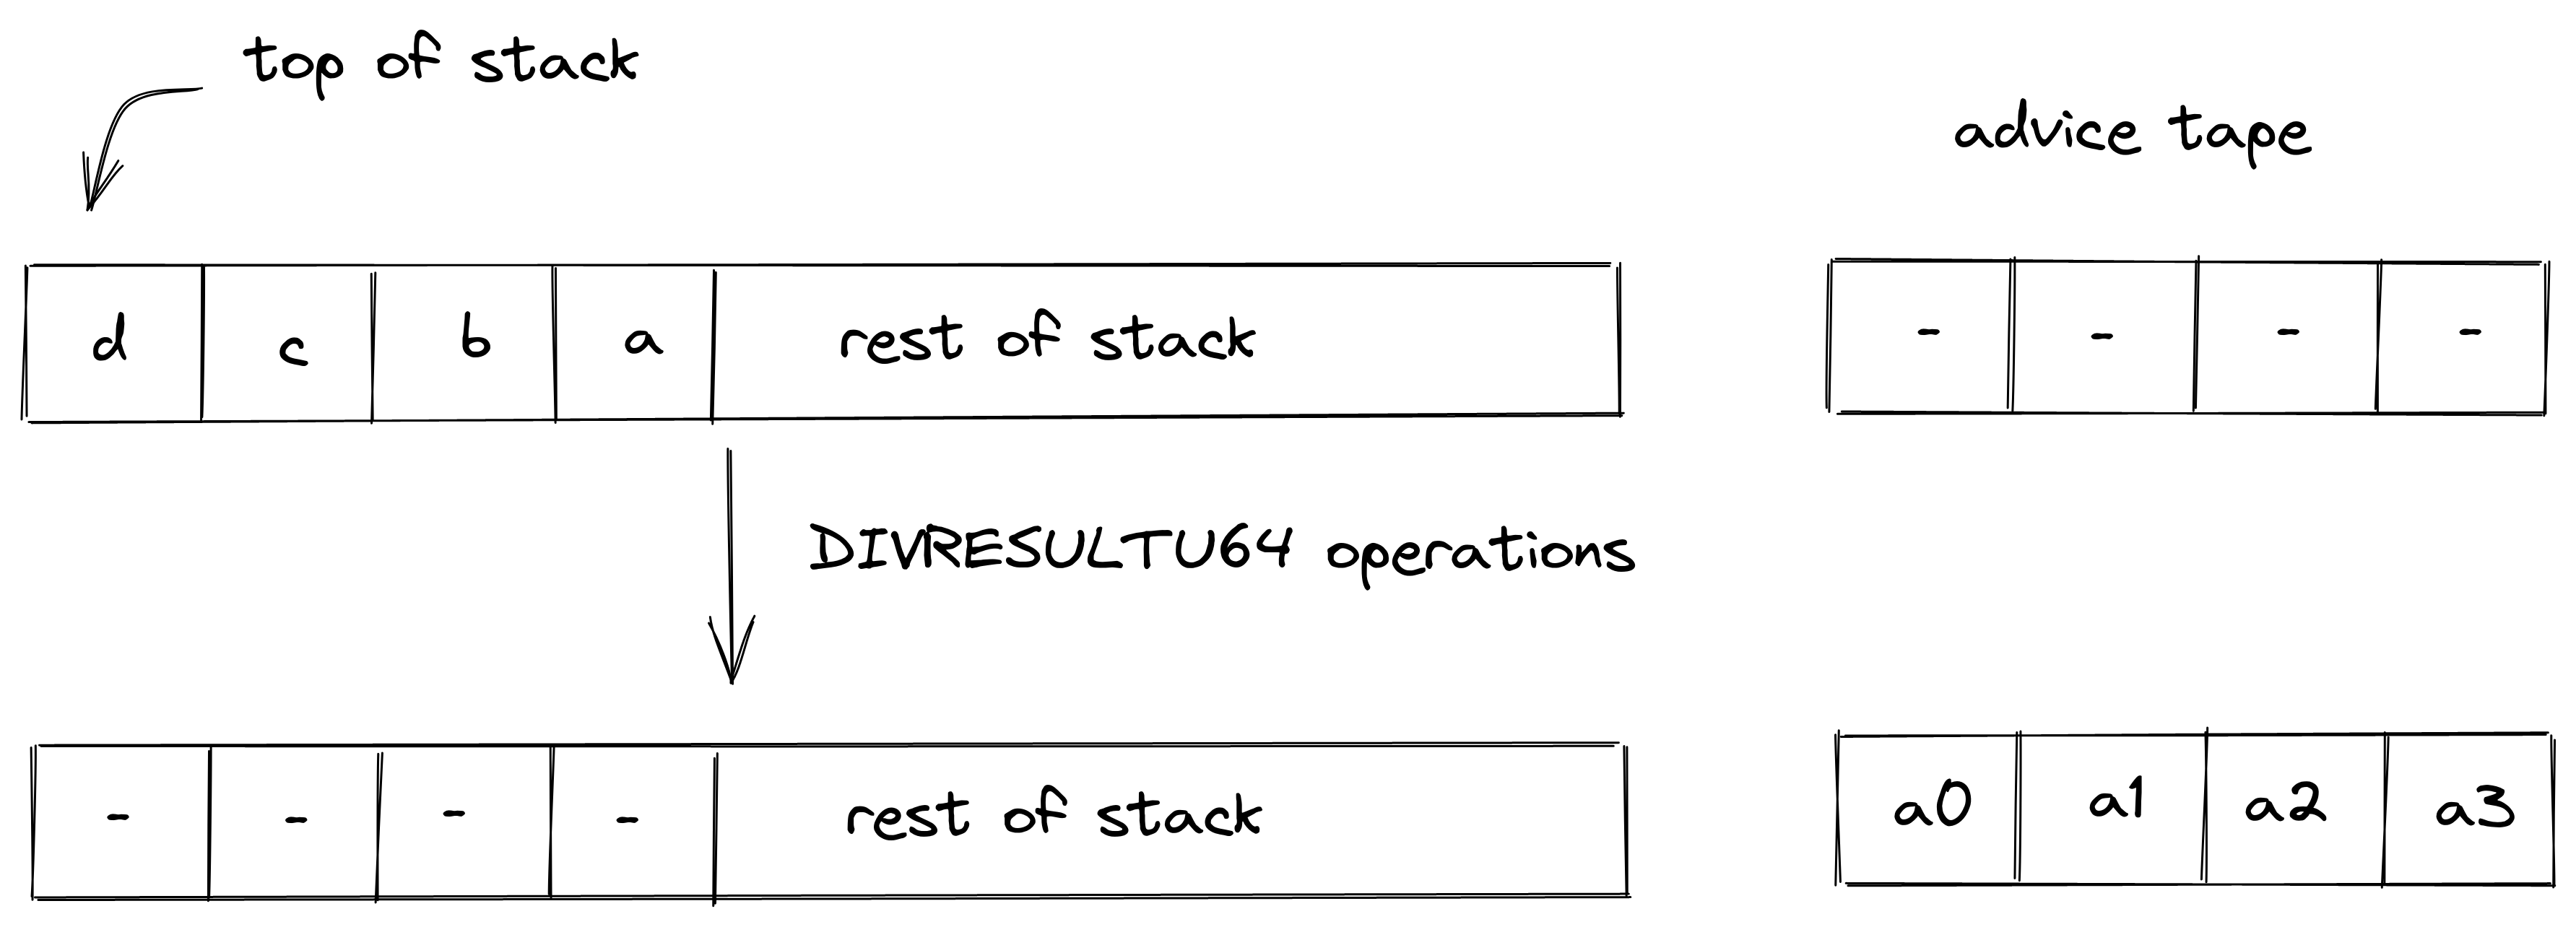 top of stack
advice tape
d c b a rest of stack
- - - -
DIVRESULTU64 operations
- - - - rest of stack
a0 a1 a2 a3